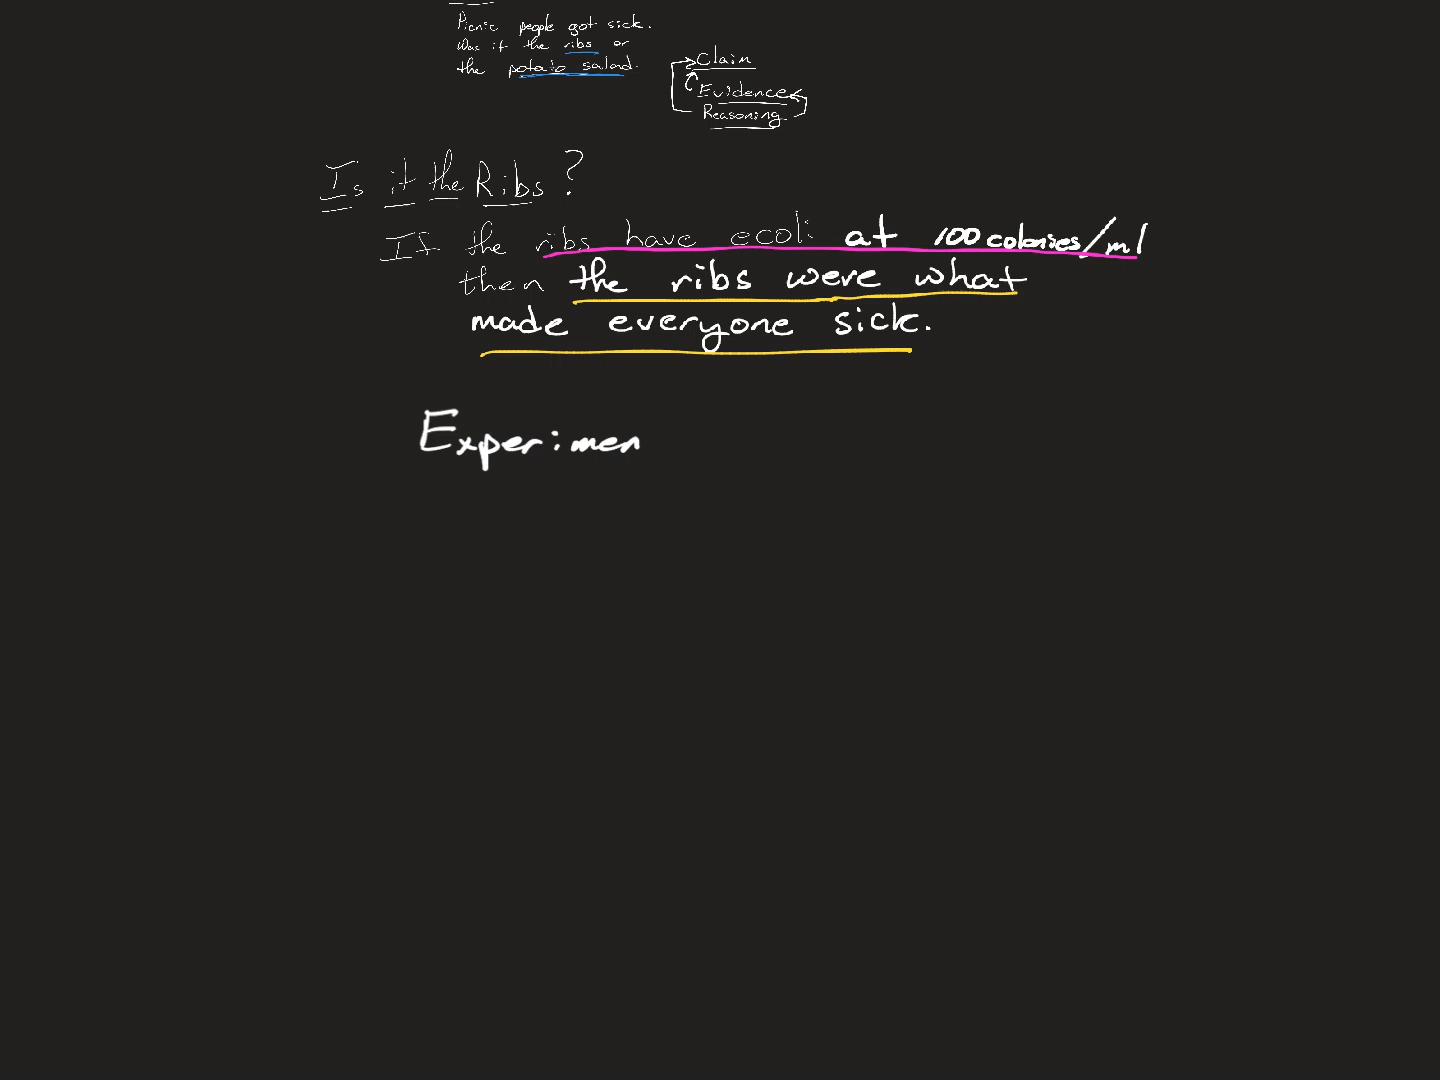 Picnic people got sick.
Was it the ribs or
the potato salad.
Claim
Evidence
Reasoning
Is it the Ribs?
If the ribs have ecoli at 100 colonies/ml
then the ribs were what
made everyone sick.
Experimen